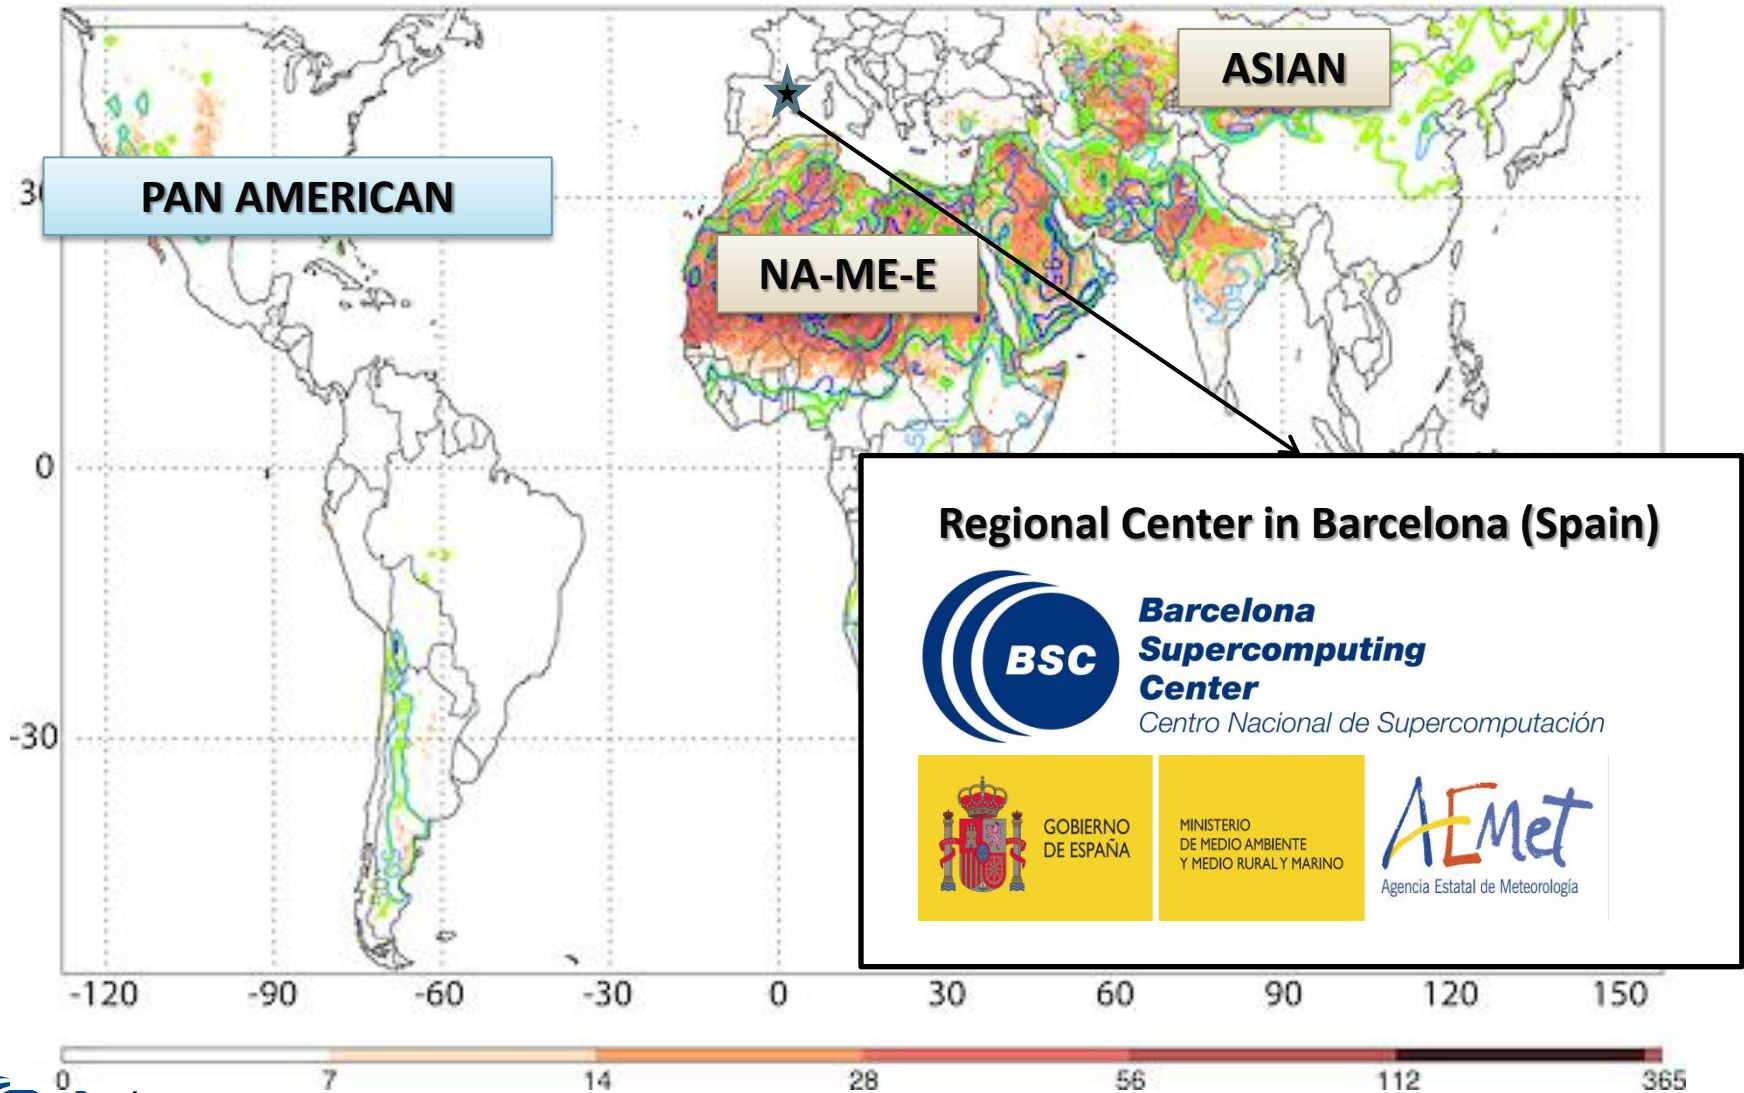 ASIAN
PAN AMERICAN
NA-ME-E
30
0
-30
Regional Center in Barcelona (Spain)
BSC
Barcelona
Supercomputing
Center
Centro Nacional de Supercomputación
GOBIERNO
DE ESPAÑA
MINISTERIO
DE MEDIO AMBIENTE
Y MEDIO RURAL Y MARINO
AEMet
Agencia Estatal de Meteorología
-120 -90 -60 -30 0 30 60 90 120 150
0 7 14 28 56 112 365